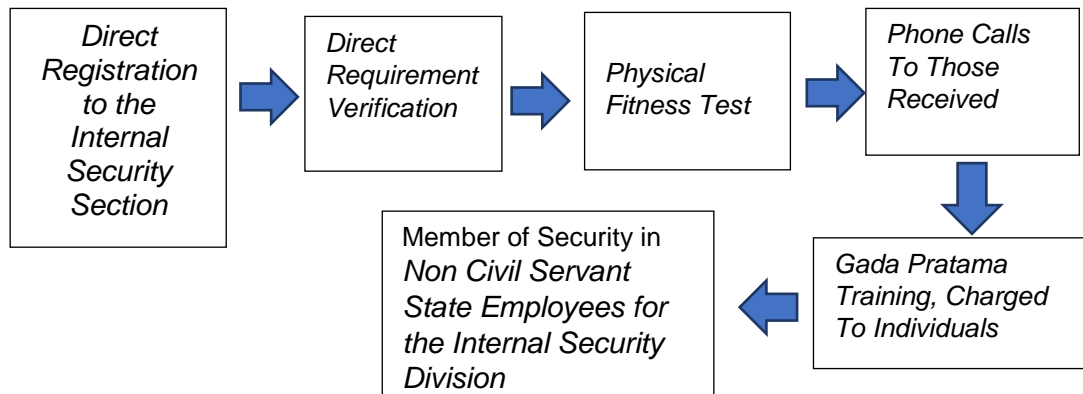 Direct
Registration
to the
Internal
Security
Section
Direct
Requirement
Verification
Physical
Fitness Test
Phone Calls
To Those
Received
Gada Pratama
Training, Charged
To Individuals
Member of Security in
Non Civil Servant
State Employees for
the Internal Security
Division